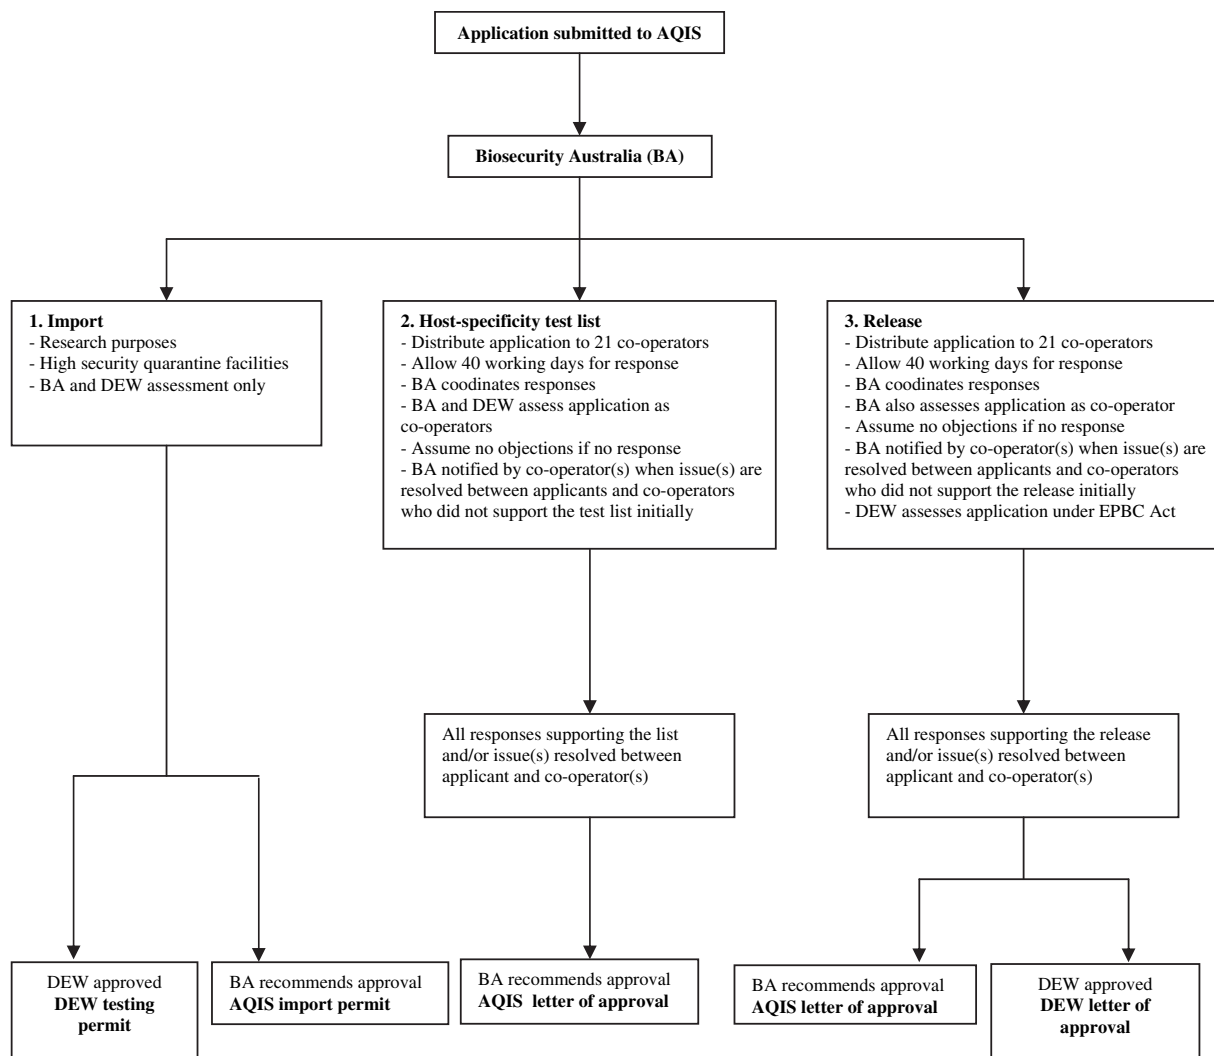 Application submitted to AQIS
Biosecurity Australia (BA)
1. Import
- Research purposes
- High security quarantine facilities
- BA and DEW assessment only
2. Host-specificity test list
- Distribute application to 21 co-operators
- Allow 40 working days for response
- BA coodinates responses
- BA and DEW assess application as
co-operators
- Assume no objections if no response
- BA notified by co-operator(s) when issue(s) are
resolved between applicants and co-operators
who did not support the test list initially
3. Release
- Distribute application to 21 co-operators
- Allow 40 working days for response
- BA coodinates responses
- BA also assesses application as co-operator
- Assume no objections if no response
- BA notified by co-operator(s) when issue(s) are
resolved between applicants and co-operators
who did not support the release initially
- DEW assesses application under EPBC Act
All responses supporting the list
and/or issue(s) resolved between
applicant and co-operator(s)
All responses supporting the release
and/or issue(s) resolved between
applicant and co-operator(s)
DEW approved
DEW testing
permit
BA recommends approval
AQIS import permit
BA recommends approval
AQIS letter of approval
BA recommends approval
AQIS letter of approval
DEW approved
DEW letter of
approval